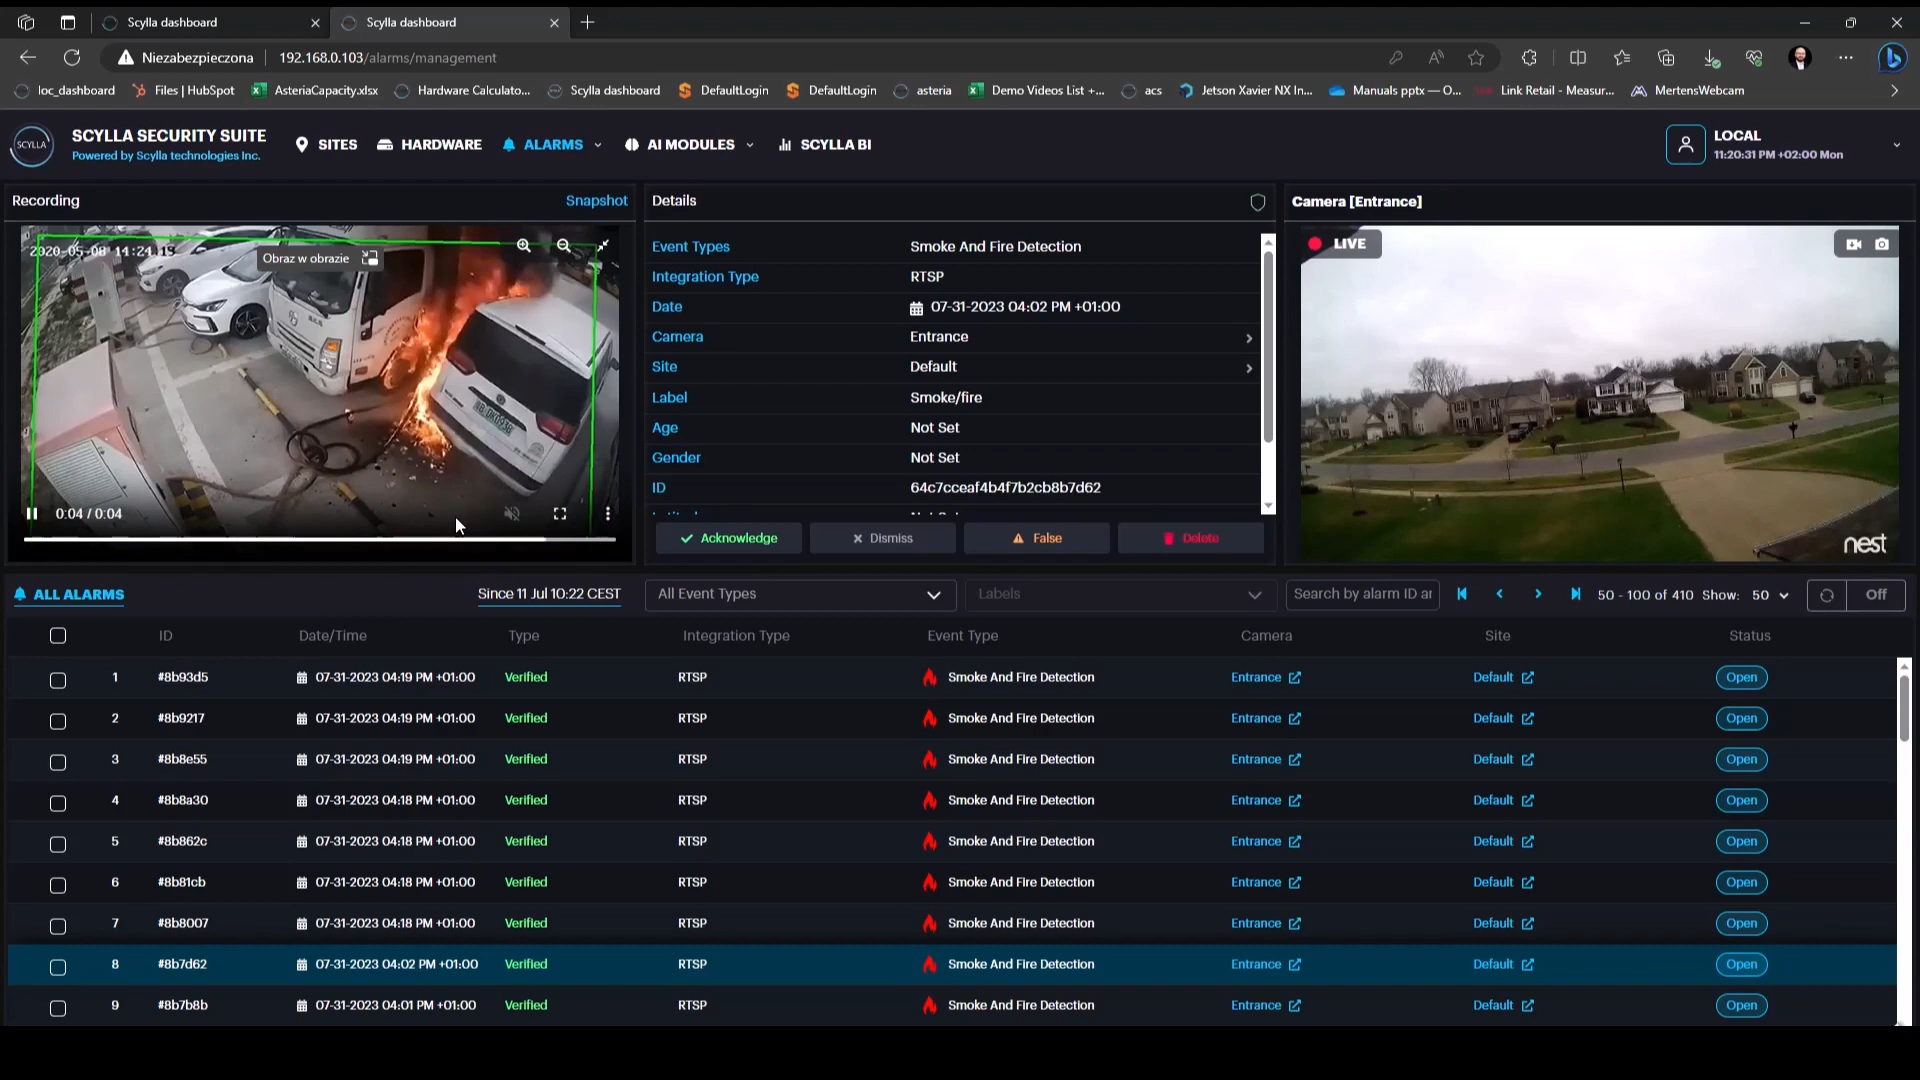 Scylla dashboard
Scylla dashboard
Niezabezpieczona 192.168.0.103/alarms/management
loc_dashboard Files | HubSpot AsteriaCapacity.xlsx Hardware Calculato... Scylla dashboard DefaultLogin DefaultLogin asteria Demo Videos List +... acs Jetson Xavier NX In... Manuals pptx — O... Link Retail - Measur... MertensWebcam
SCYLLA
SCYLLA SECURITY SUITE
Powered by Scylla technologies Inc.
SITES HARDWARE ALARMS AI MODULES SCYLLA BI
LOCAL
11:20:31 PM +02:00 Mon
Recording Snapshot
2020-05-08 14:24
Obraz w obrazie
0:04 / 0:04
Details
Event Types Smoke And Fire Detection
Integration Type RTSP
Date 07-31-2023 04:02 PM +01:00
Camera Entrance
Site Default
Label Smoke/fire
Age Not Set
Gender Not Set
ID 64c7cceaf4b4f7b2cb8b7d62
Acknowledge Dismiss False Delete
Camera [Entrance]
LIVE
nest
ALL ALARMS Since 11 Jul 10:22 CEST All Event Types Labels Search by alarm ID ar 50 - 100 of 410 Show: 50 Off
ID Date/Time Type Integration Type Event Type Camera Site Status
1 #8b93d5 07-31-2023 04:19 PM +01:00 Verified RTSP Smoke And Fire Detection Entrance Default Open
2 #8b9217 07-31-2023 04:19 PM +01:00 Verified RTSP Smoke And Fire Detection Entrance Default Open
3 #8b8e55 07-31-2023 04:19 PM +01:00 Verified RTSP Smoke And Fire Detection Entrance Default Open
4 #8b8a30 07-31-2023 04:18 PM +01:00 Verified RTSP Smoke And Fire Detection Entrance Default Open
5 #8b862c 07-31-2023 04:18 PM +01:00 Verified RTSP Smoke And Fire Detection Entrance Default Open
6 #8b81cb 07-31-2023 04:18 PM +01:00 Verified RTSP Smoke And Fire Detection Entrance Default Open
7 #8b8007 07-31-2023 04:18 PM +01:00 Verified RTSP Smoke And Fire Detection Entrance Default Open
8 #8b7d62 07-31-2023 04:02 PM +01:00 Verified RTSP Smoke And Fire Detection Entrance Default Open
9 #8b7b8b 07-31-2023 04:01 PM +01:00 Verified RTSP Smoke And Fire Detection Entrance Default Open